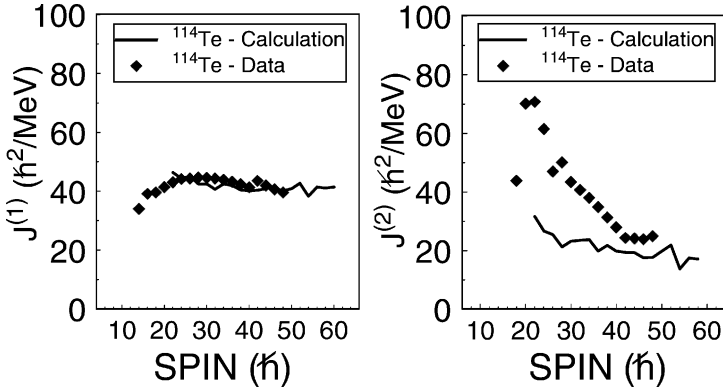 100
80
60
40
20
0
J(1) (ℏ2/MeV)
114Te - Calculation
114Te - Data
10 20 30 40 50 60
SPIN (ℏ)
100
80
60
40
20
0
J(2) (ℏ2/MeV)
114Te - Calculation
114Te - Data
10 20 30 40 50 60
SPIN (ℏ)